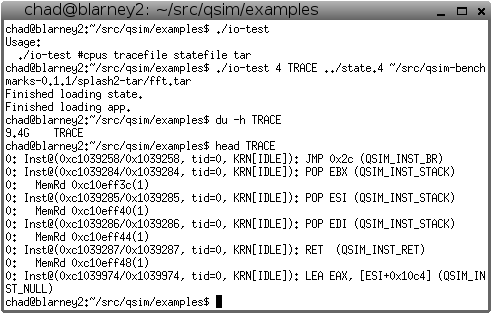 chad@blarney2: ~/src/qsim/examples
chad@blarney2:~/src/qsim/examples$ ./io-test
Usage:
  ./io-test #cpus tracefile statefile tar
chad@blarney2:~/src/qsim/examples$ ./io-test 4 TRACE ../state.4 ~/src/qsim-benc
hmarks-0.1.1/splash2-tar/fft.tar
Finished loading state.
Finished loading app.
chad@blarney2:~/src/qsim/examples$ du -h TRACE
9.4G    TRACE
chad@blarney2:~/src/qsim/examples$ head TRACE
0: Inst@(0xc1039258/0x1039258, tid=0, KRN[IDLE]): JMP 0x2c (QSIM_INST_BR)
0: Inst@(0xc1039284/0x1039284, tid=0, KRN[IDLE]): POP EBX (QSIM_INST_STACK)
0:   MemRd 0xc10eff3c(1)
0: Inst@(0xc1039285/0x1039285, tid=0, KRN[IDLE]): POP ESI (QSIM_INST_STACK)
0:   MemRd 0xc10eff40(1)
0: Inst@(0xc1039286/0x1039286, tid=0, KRN[IDLE]): POP EDI (QSIM_INST_STACK)
0:   MemRd 0xc10eff44(1)
0: Inst@(0xc1039287/0x1039287, tid=0, KRN[IDLE]): RET  (QSIM_INST_RET)
0:   MemRd 0xc10eff48(1)
0: Inst@(0xc1039974/0x1039974, tid=0, KRN[IDLE]): LEA EAX, [ESI+0x10c4] (QSIM_IN
ST_NULL)
chad@blarney2:~/src/qsim/examples$